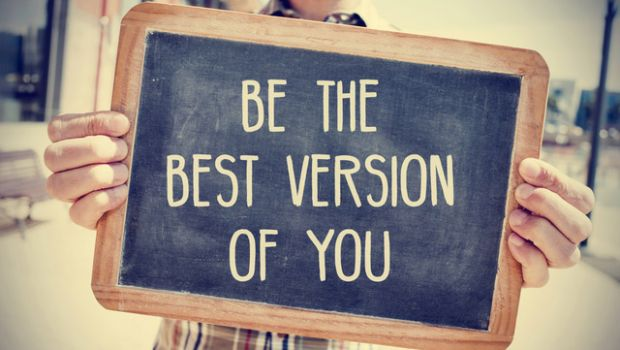 BE THE
BEST VERSION
OF YOU